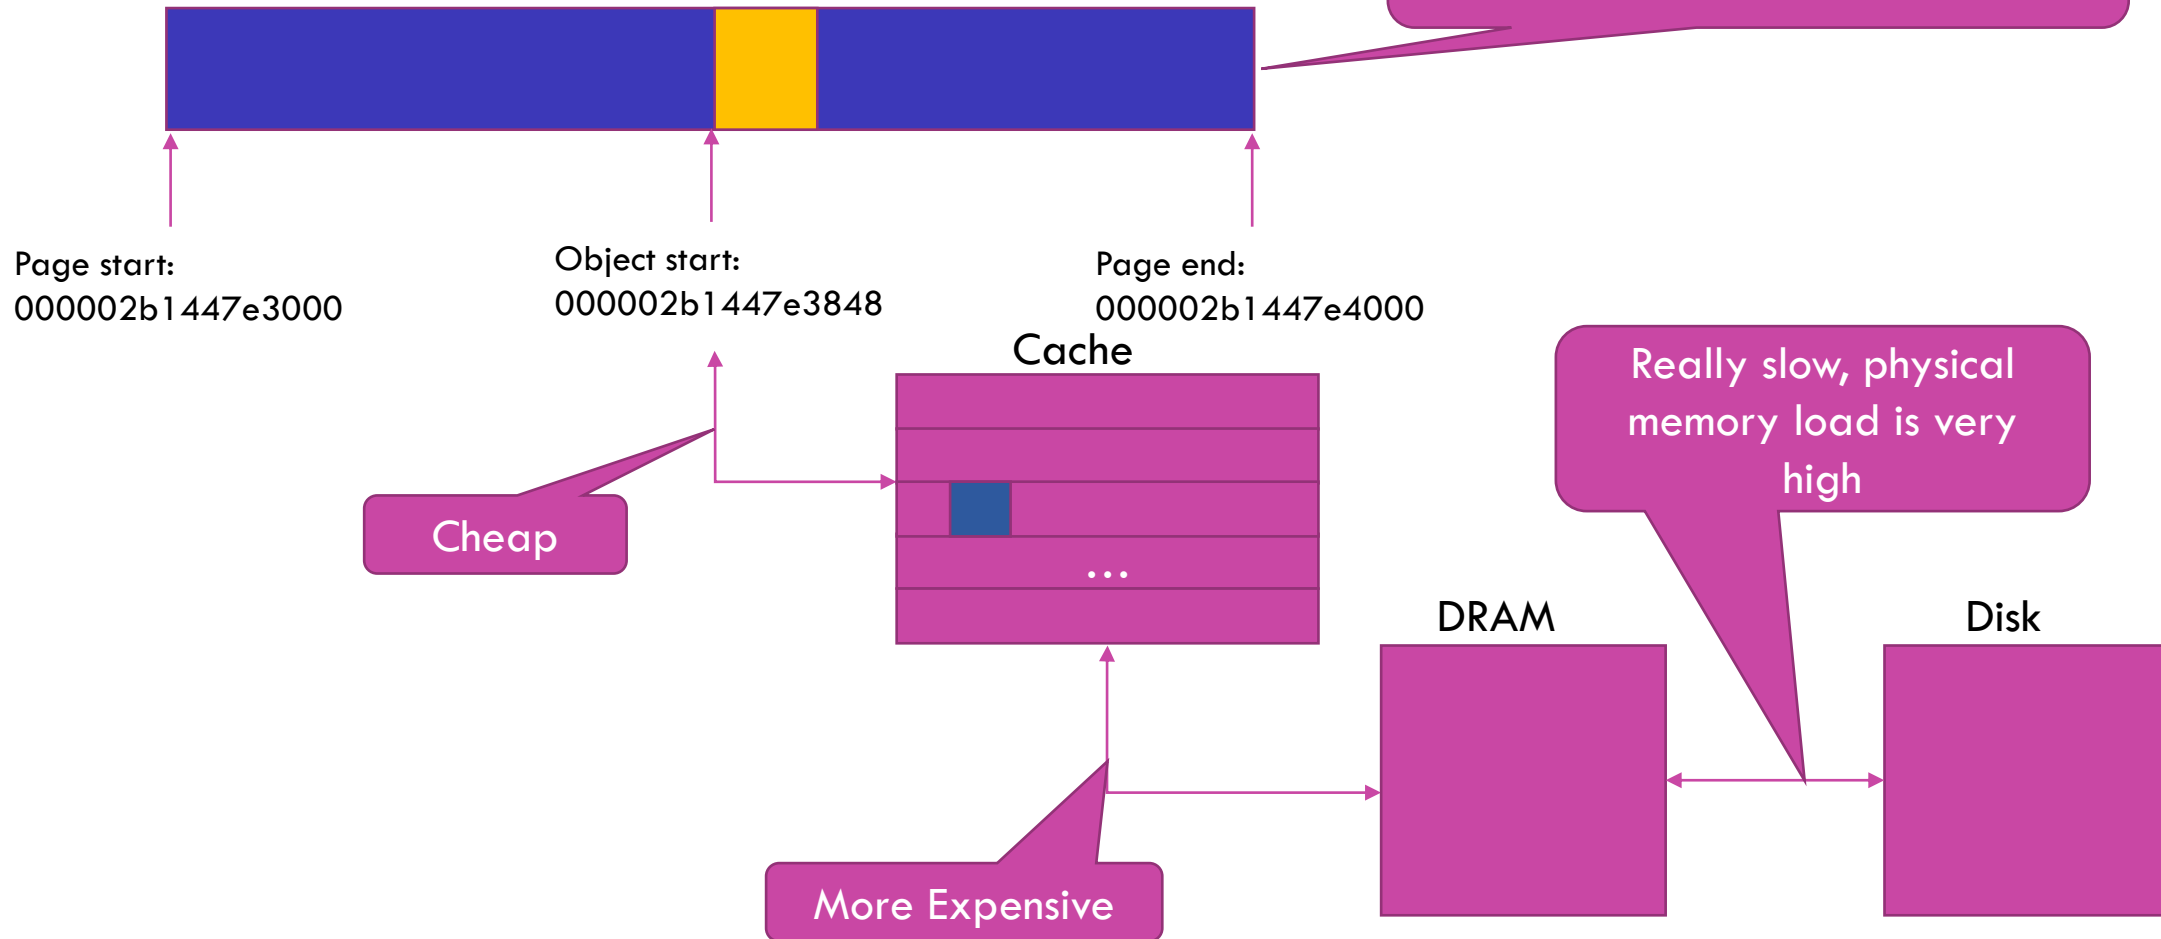 Page start:
000002b1447e3000
Object start:
000002b1447e3848
Page end:
000002b1447e4000
Cache
Really slow, physical
memory load is very
high
Cheap
...
DRAM
Disk
More Expensive